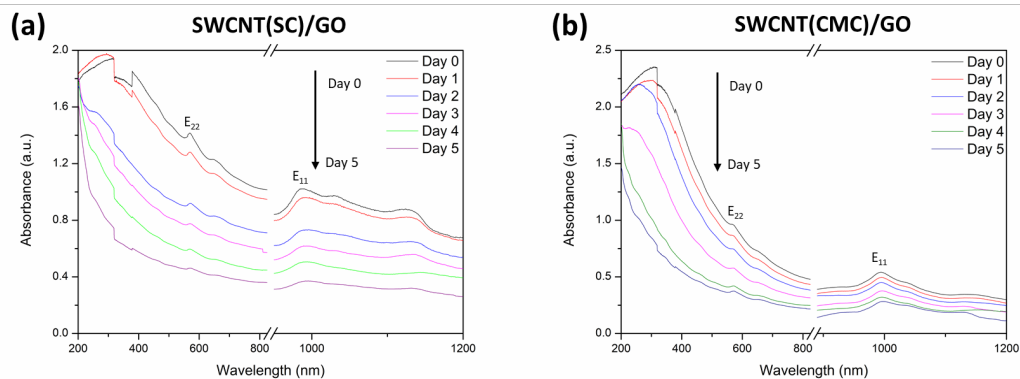 (a) SWCNT(SC)/GO
2.0
1.6
1.2
0.8
0.4
0.0
Absorbance (a.u.)
Day 0
Day 1
Day 2
Day 3
Day 4
Day 5
Day 0
Day 5
E22
E11
200 400 600 800 1000 1200
Wavelength (nm)
(b) SWCNT(CMC)/GO
2.5
2.0
1.5
1.0
0.5
0.0
Absorbance (a.u.)
Day 0
Day 1
Day 2
Day 3
Day 4
Day 5
Day 0
Day 5
E22
E11
200 400 600 800 1000 1200
Wavelength (nm)